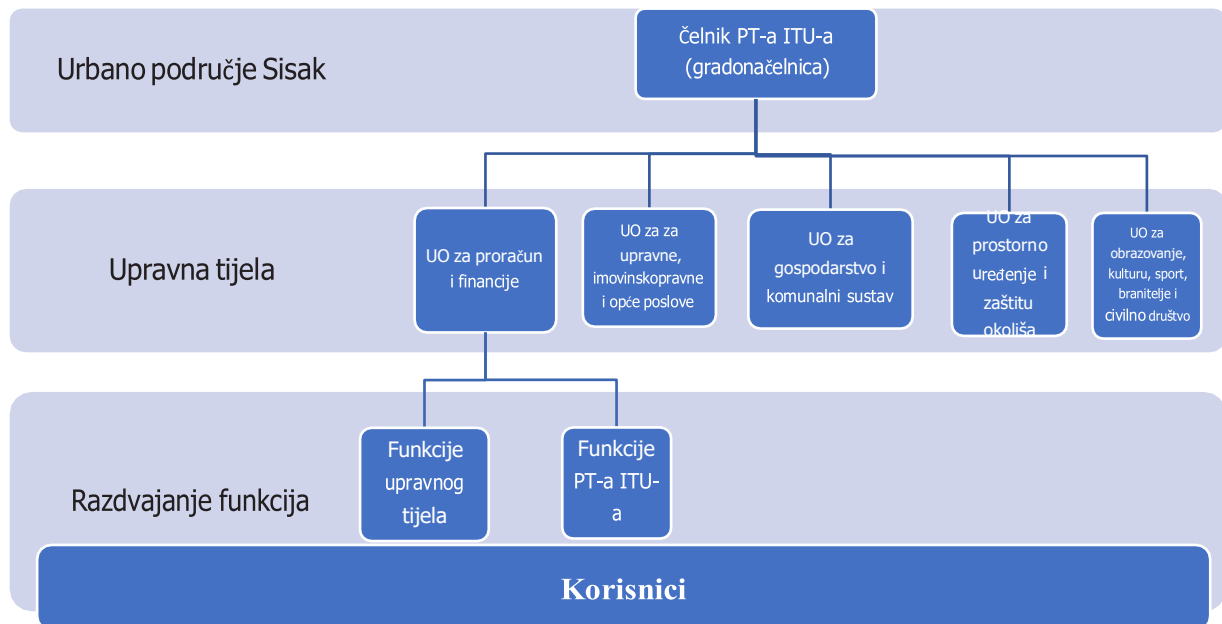 Urbano područje Sisak
Čelnik PT-a ITU-a
(gradonačelnica)
Upravna tijela
UO za proračun
i financije
UO za za
upravne,
imovinskopravne
i opće poslove
UO za
gospodarstvo i
komunalni sustav
UO za
prostorno
uređenje i
zaštitu
okoliša
UO za
obrazovanje,
kulturu, sport,
branitelje i
civilno društvo
Razdvajanje funkcija
Funkcije
upravnog
tijela
Funkcije
PT-a ITU-
a
Korisnici